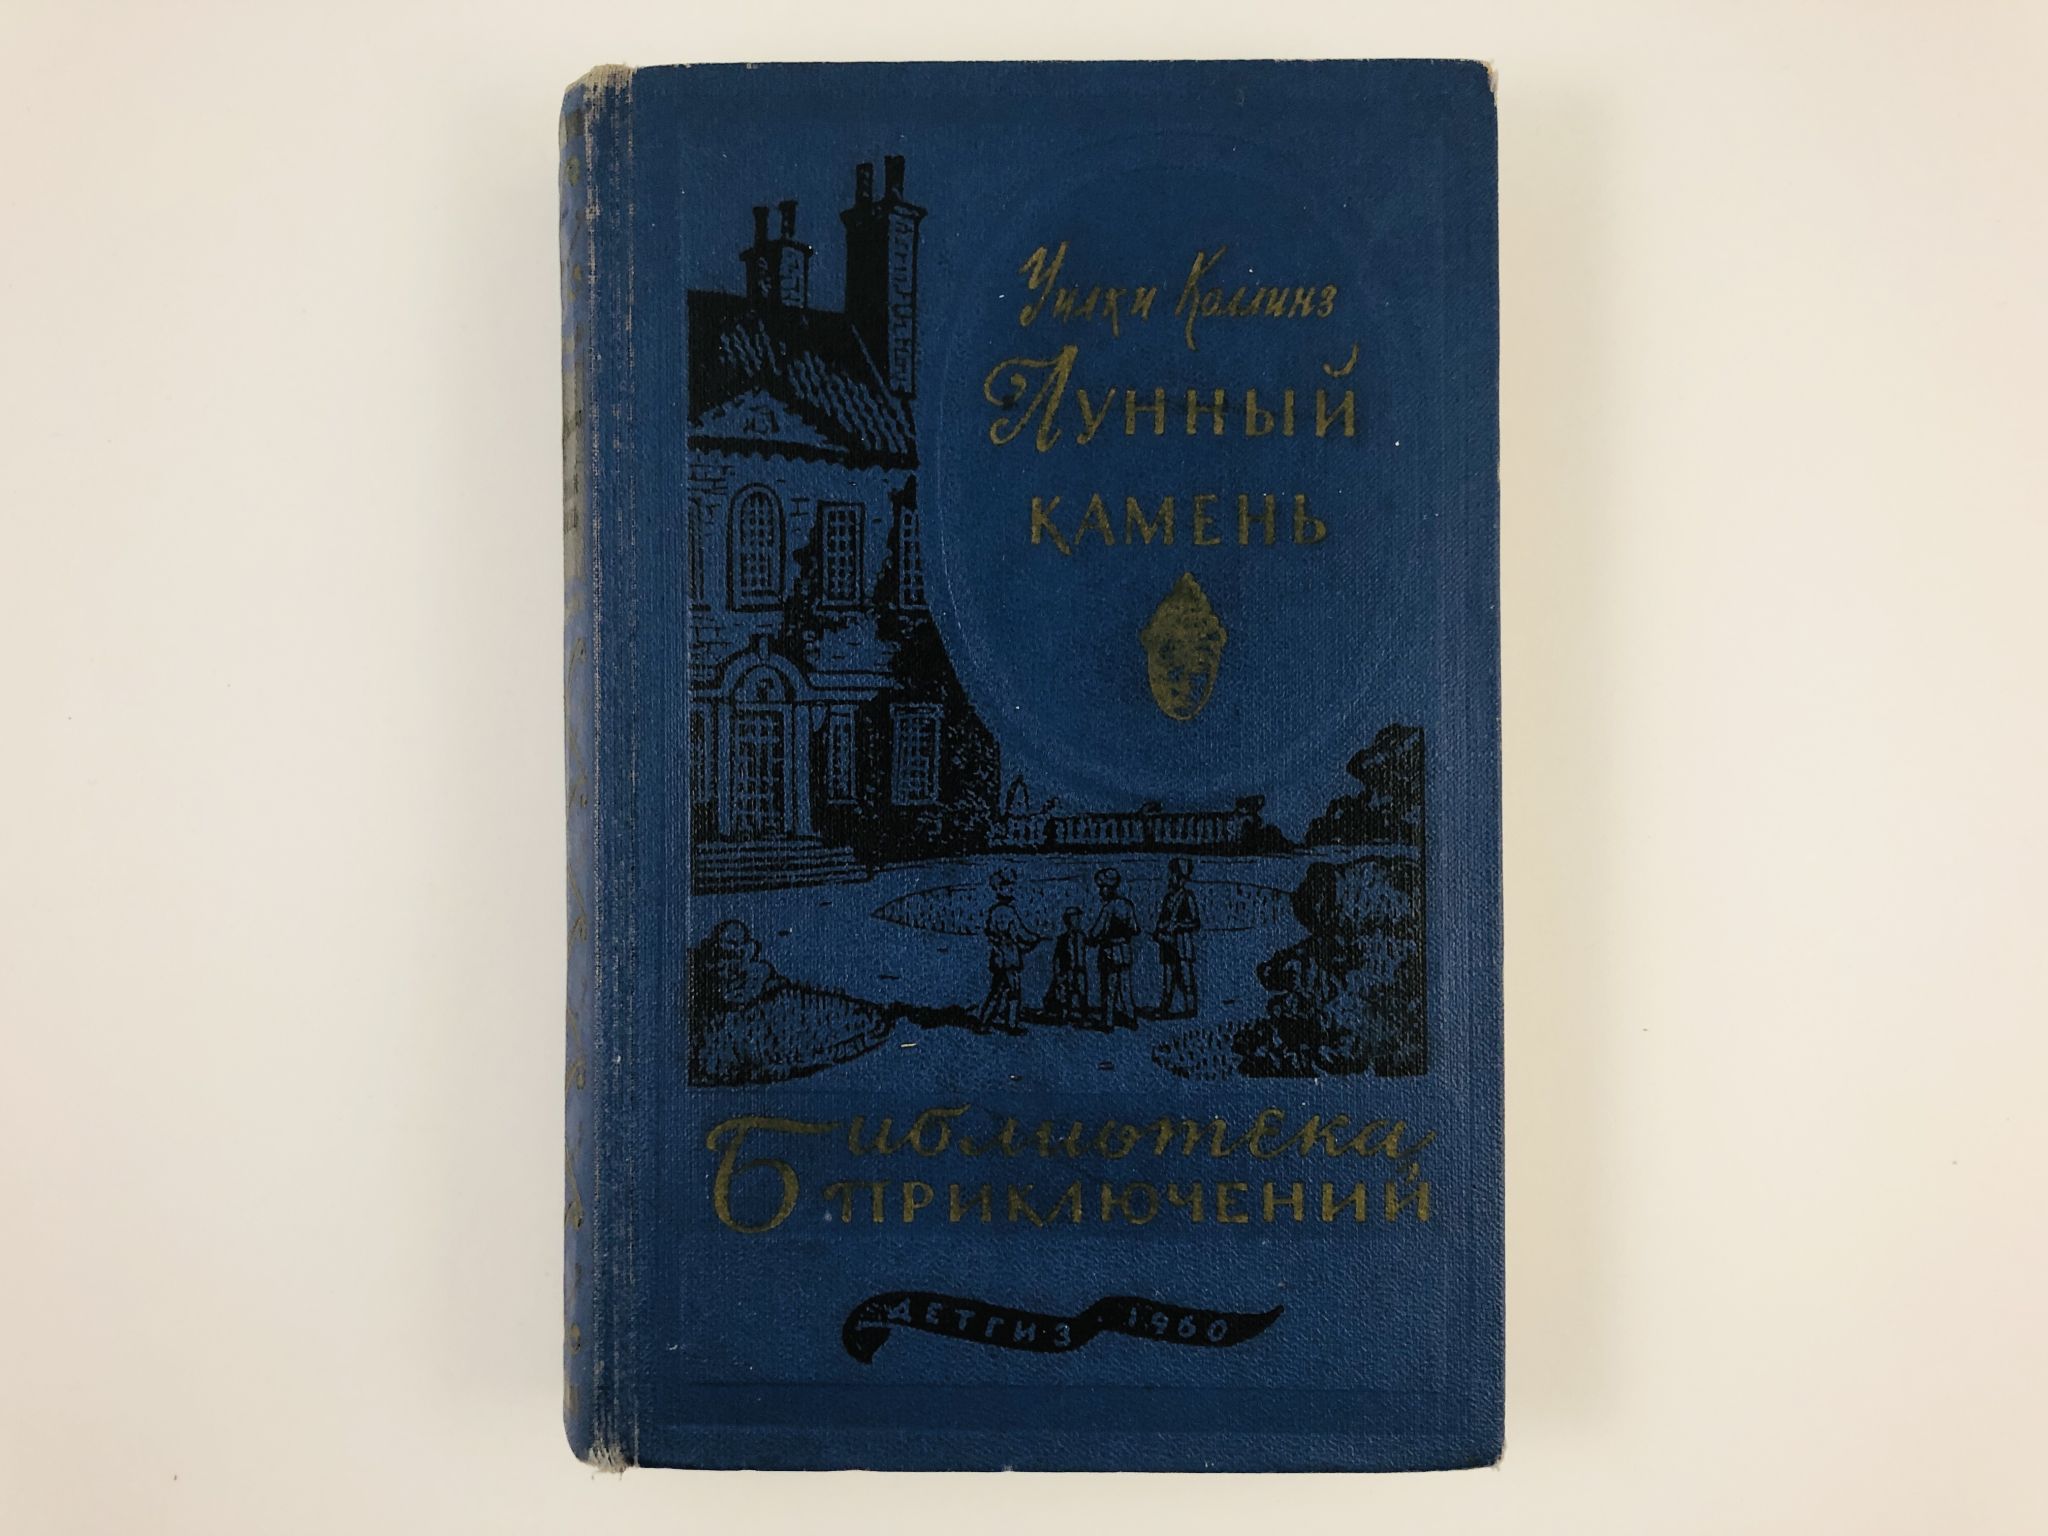 Уилки Коллинз
Лунный
камень
Библиотека
приключений
ДЕТГИЗ · 1960